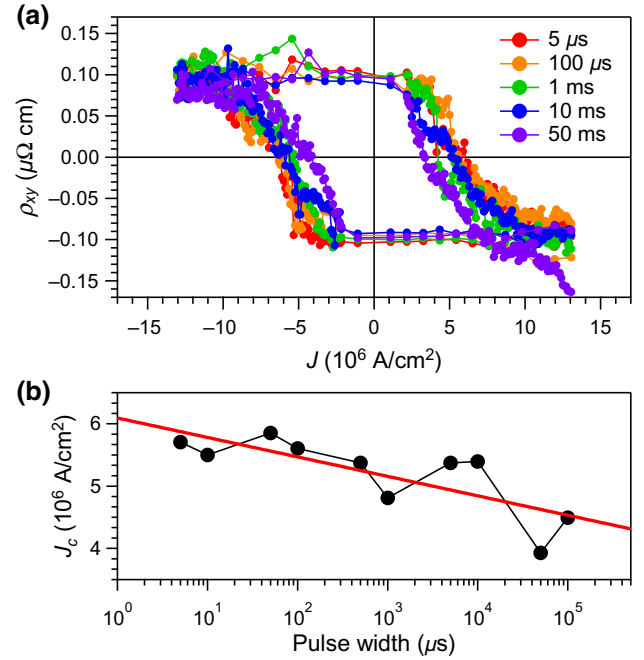 (a)
5 μs
100 μs
1 ms
10 ms
50 ms
0.10
0.05
0.00
−0.05
−0.10
−0.15
ρxy (μΩ cm)
−15 −10 −5 0 5 10 15
J (10⁶ A/cm²)
(b)
6
5
4
Jc (10⁶ A/cm²)
10⁰ 10¹ 10² 10³ 10⁴ 10⁵
Pulse width (μs)